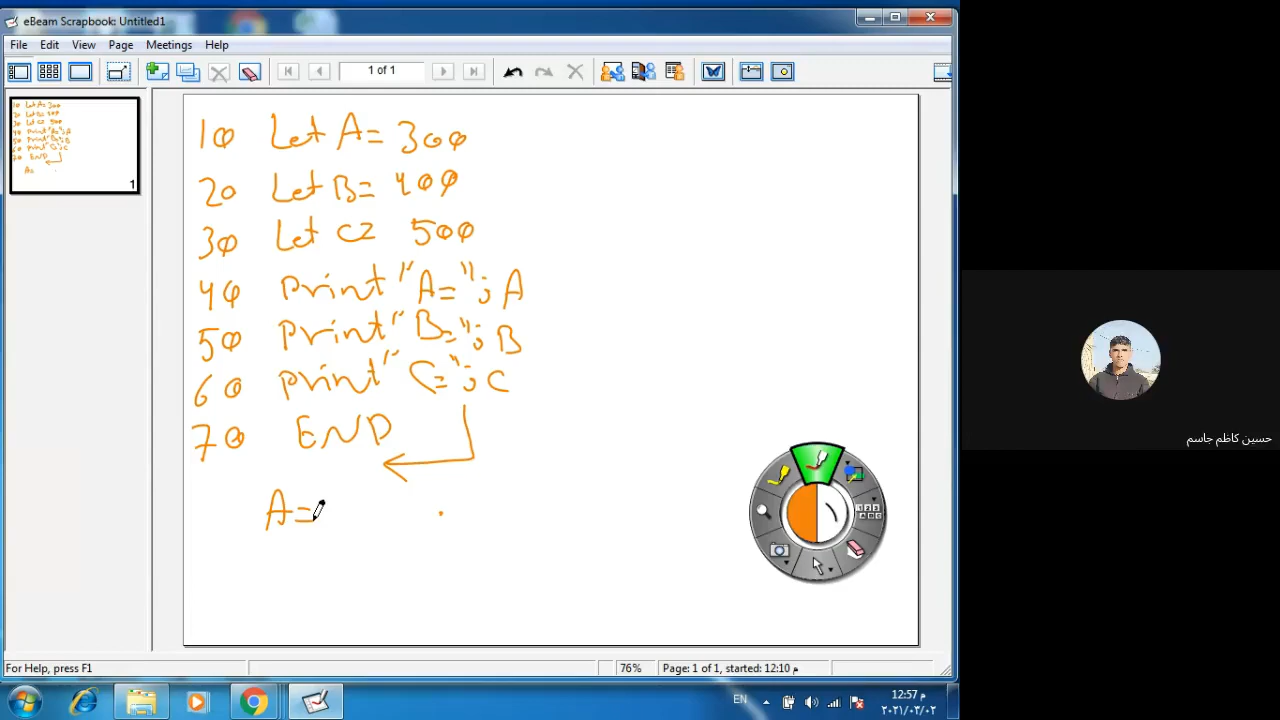 eBeam Scrapbook: Untitled1
File Edit View Page Meetings Help
1 of 1
10 Let A= 300
20 Let B= 400
30 Let C= 500
40 print "A="; A
50 print "B="; B
60 print "C="; C
70 END
A=
1
حسين كاظم جاسم
For Help, press F1
76%
Page: 1 of 1, started: 12:10 م
EN
12:57 م
٢٠٢١/٠٣/٠٢